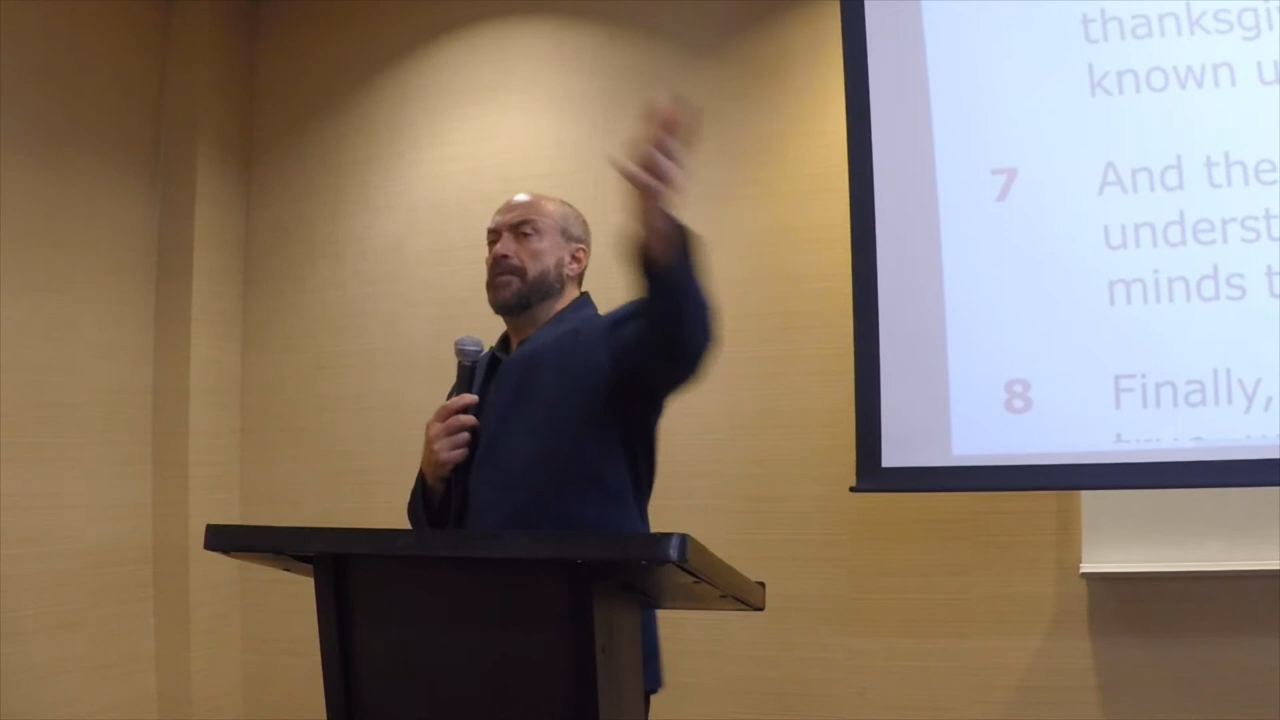 thanksgi
known u
7 And the
underst
minds t
8 Finally,